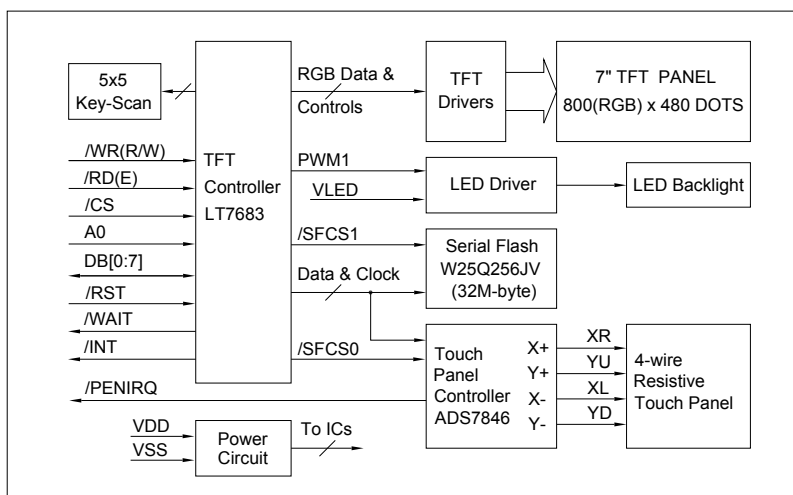 5x5
Key-Scan
/WR(R/W)
/RD(E)
/CS
A0
DB[0:7]
/RST
/WAIT
/INT
/PENIRQ
TFT
Controller
LT7683
RGB Data &
Controls
PWM1
VLED
/SFCS1
Data & Clock
/SFCS0
TFT
Drivers
7" TFT PANEL
800(RGB) x 480 DOTS
LED Driver
LED Backlight
Serial Flash
W25Q256JV
(32M-byte)
Touch
Panel
Controller
ADS7846
X+
Y+
X-
Y-
XR
YU
XL
YD
4-wire
Resistive
Touch Panel
VDD
VSS
Power
Circuit
To ICs